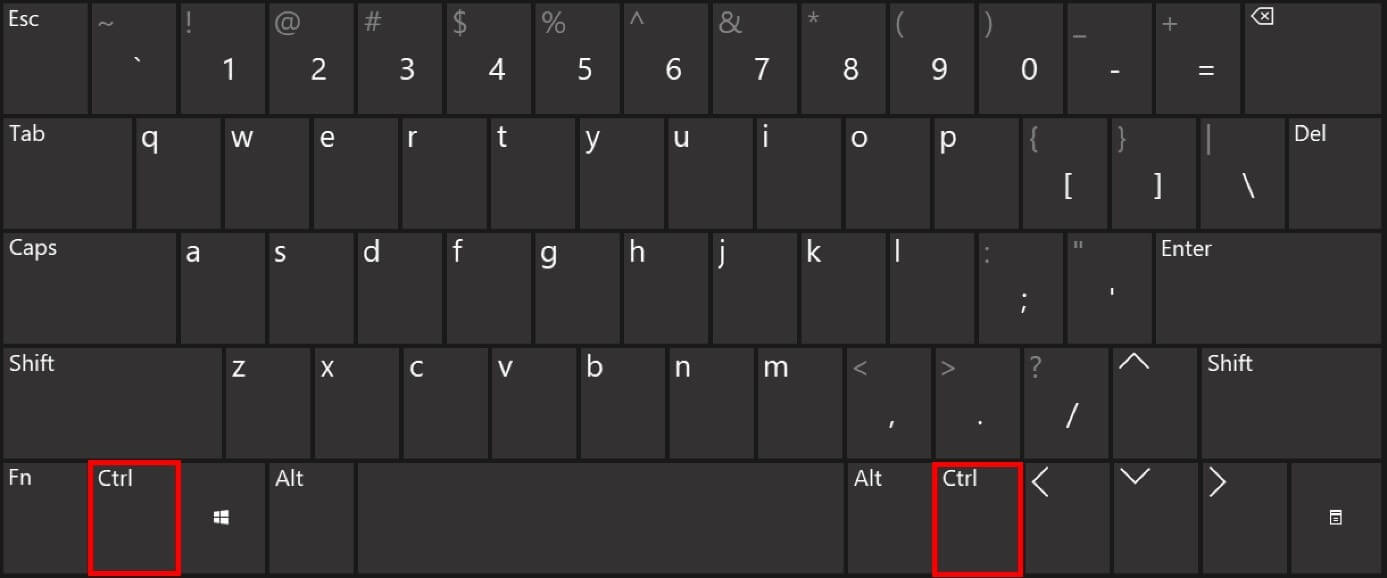 Esc ~ ` ! 1 @ 2 # 3 $ 4 % 5 ^ 6 & 7 * 8 ( 9 ) 0 _ - + =
Tab q w e r t y u i o p { [ } ] | \ Del
Caps a s d f g h j k l : ; " ' Enter
Shift z x c v b n m < , > . ? / Shift
Fn Ctrl Alt Alt Ctrl